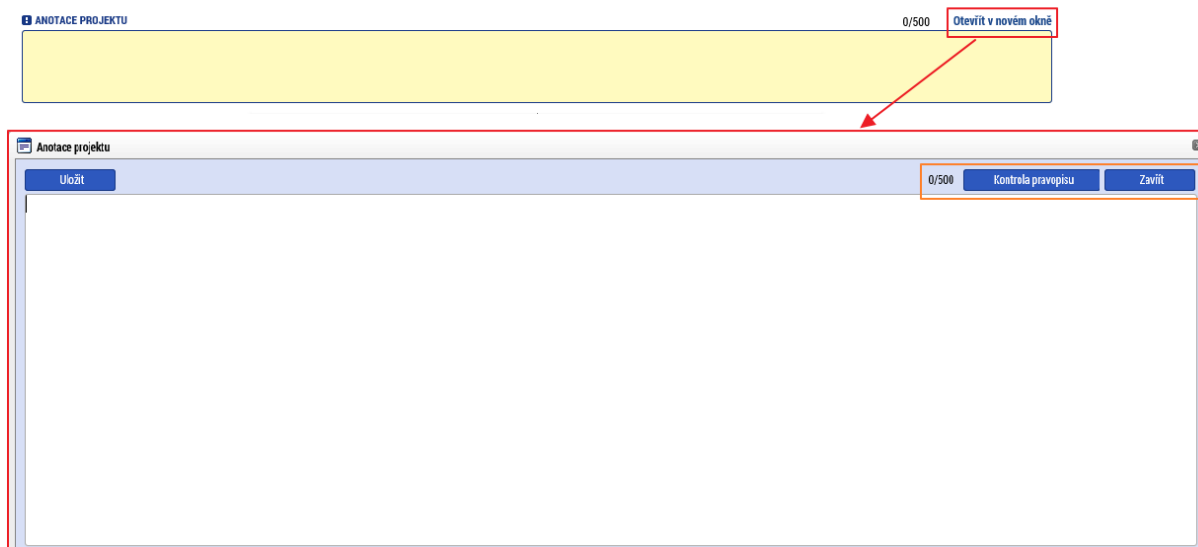 ANOTACE PROJEKTU 0/500 Otevřít v novém okně
Anotace projektu
Uložit 0/500 Kontrola pravopisu Zavřít